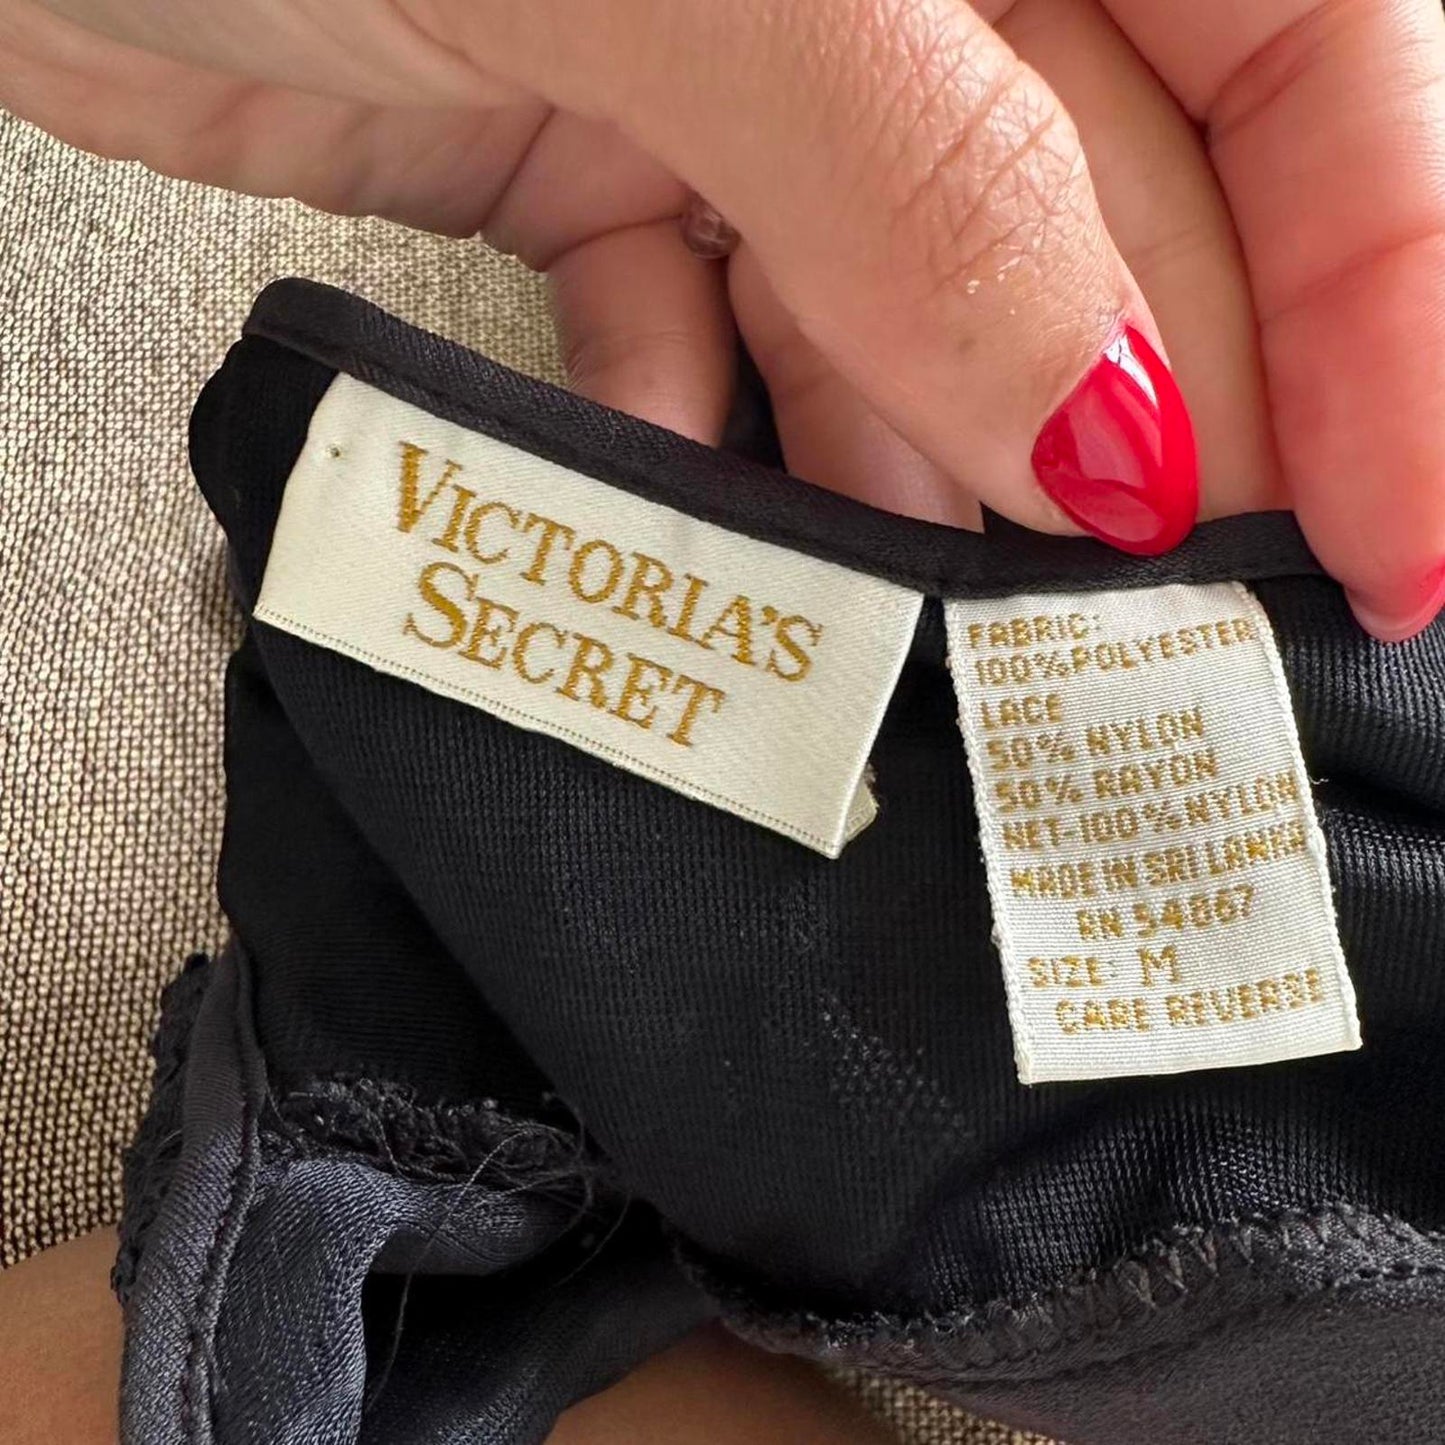 VICTORIA'S
SECRET
FABRIC:
100% POLYESTER
LACE
50% NYLON
50% RAYON
NET-100% NYLON
MADE IN SRI LANKA
RN 54867
SIZE: M
CARE REVERSE